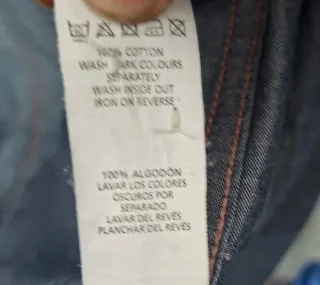 100% COTTON
WASH DARK COLOURS
SEPARATELY
WASH INSIDE OUT
IRON ON REVERSE
100% ALGODÓN
LAVAR LOS COLORES
OSCUROS POR
SEPARADO
LAVAR DEL REVÉS
PLANCHAR DEL REVÉS